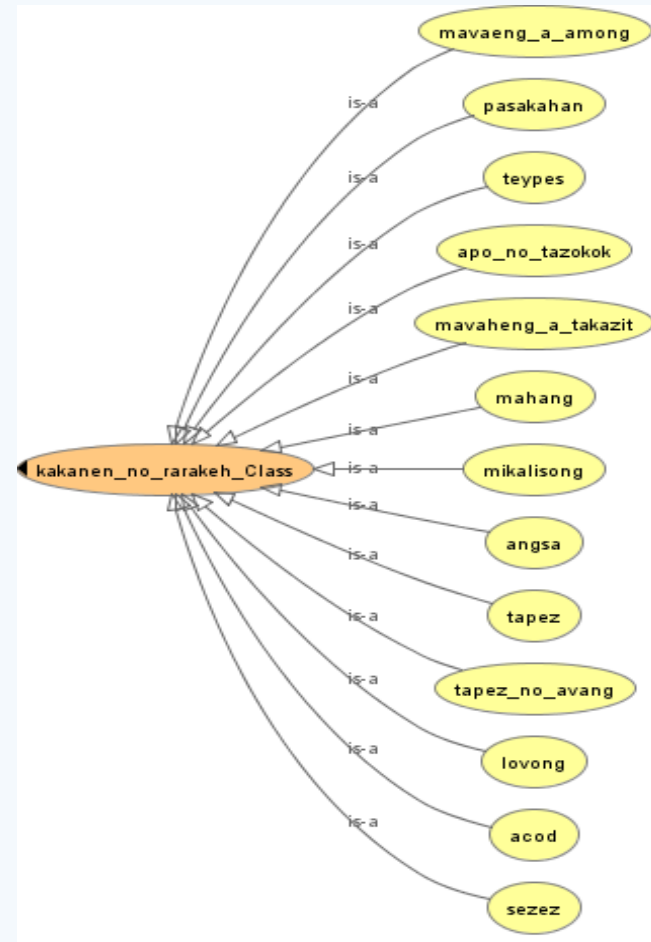 mavaeng_a_among
is-a
pasakahan
is-a
teypes
is-a
apo_no_tazokok
is-a
mavaheng_a_takazit
is-a
mahang
is-a
kakanen_no_rarakeh_Class
is-a
mikalisong
is-a
angsa
is-a
tapez
is-a
tapez_no_avang
is-a
lovong
is-a
acod
is-a
sezez